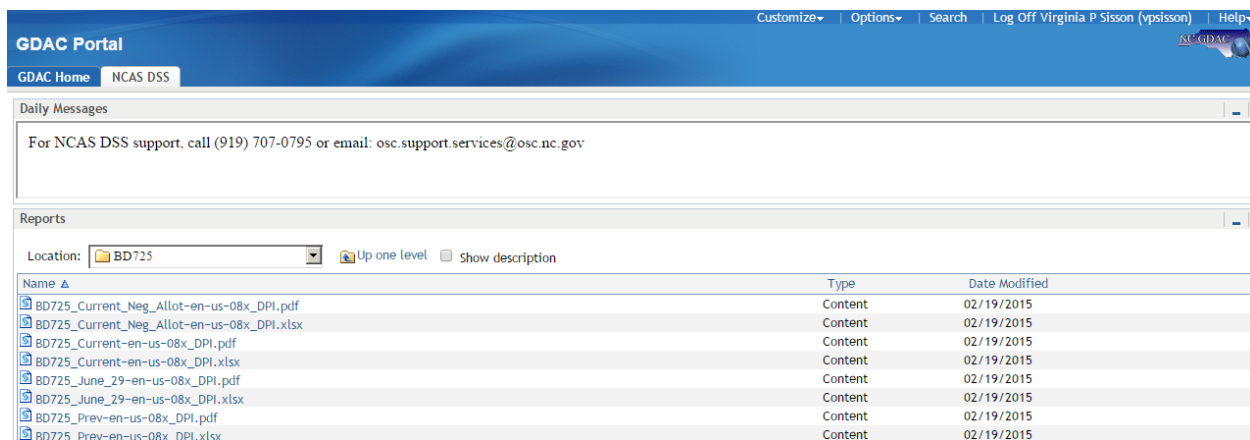 Customize | Options | Search | Log Off Virginia P Sisson (vpsisson) | Help
GDAC Portal
NC GDAC
GDAC Home NCAS DSS
Daily Messages
For NCAS DSS support, call (919) 707-0795 or email: osc.support.services@osc.nc.gov
Reports
Location: BD725 Up one level Show description
Name Type Date Modified
BD725_Current_Neg_Allot-en-us-08x_DPI.pdf Content 02/19/2015
BD725_Current_Neg_Allot-en-us-08x_DPI.xlsx Content 02/19/2015
BD725_Current-en-us-08x_DPI.pdf Content 02/19/2015
BD725_Current-en-us-08x_DPI.xlsx Content 02/19/2015
BD725_June_29-en-us-08x_DPI.pdf Content 02/19/2015
BD725_June_29-en-us-08x_DPI.xlsx Content 02/19/2015
BD725_Prev-en-us-08x_DPI.pdf Content 02/19/2015
BD725_Prev-en-us-08x_DPI.xlsx Content 02/19/2015